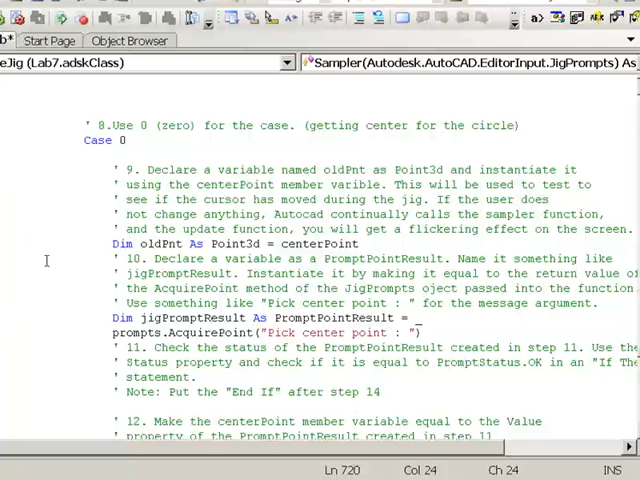 a>
b*
Start Page
Object Browser
eJig (Lab7.adskClass)
Sampler(Autodesk.AutoCAD.EditorInput.JigPrompts) As
' 8.Use 0 (zero) for the case. (getting center for the circle)
Case 0
' 9. Declare a variable named oldPnt as Point3d and instantiate it
' using the centerPoint member varible. This will be used to test to
' see if the cursor has moved during the jig. If the user does
' not change anything, Autocad continually calls the sampler function,
' and the update function, you will get a flickering effect on the screen.
Dim oldPnt As Point3d = centerPoint
' 10. Declare a variable as a PromptPointResult. Name it something like
' jigPromptResult. Instantiate it by making it equal to the return value of
' the AcquirePoint method of the JigPrompts oject passed into the function.
' Use something like "Pick center point : " for the message argument.
Dim jigPromptResult As PromptPointResult = _
prompts.AcquirePoint("Pick center point : ")
' 11. Check the status of the PromptPointResult created in step 11. Use the
' Status property and check if it is equal to PromptStatus.OK in an "If The
' statement.
' Note: Put the "End If" after step 14
' 12. Make the centerPoint member variable equal to the Value
' property of the PromptPointResult created in step 11
Ln 720
Col 24
Ch 24
INS